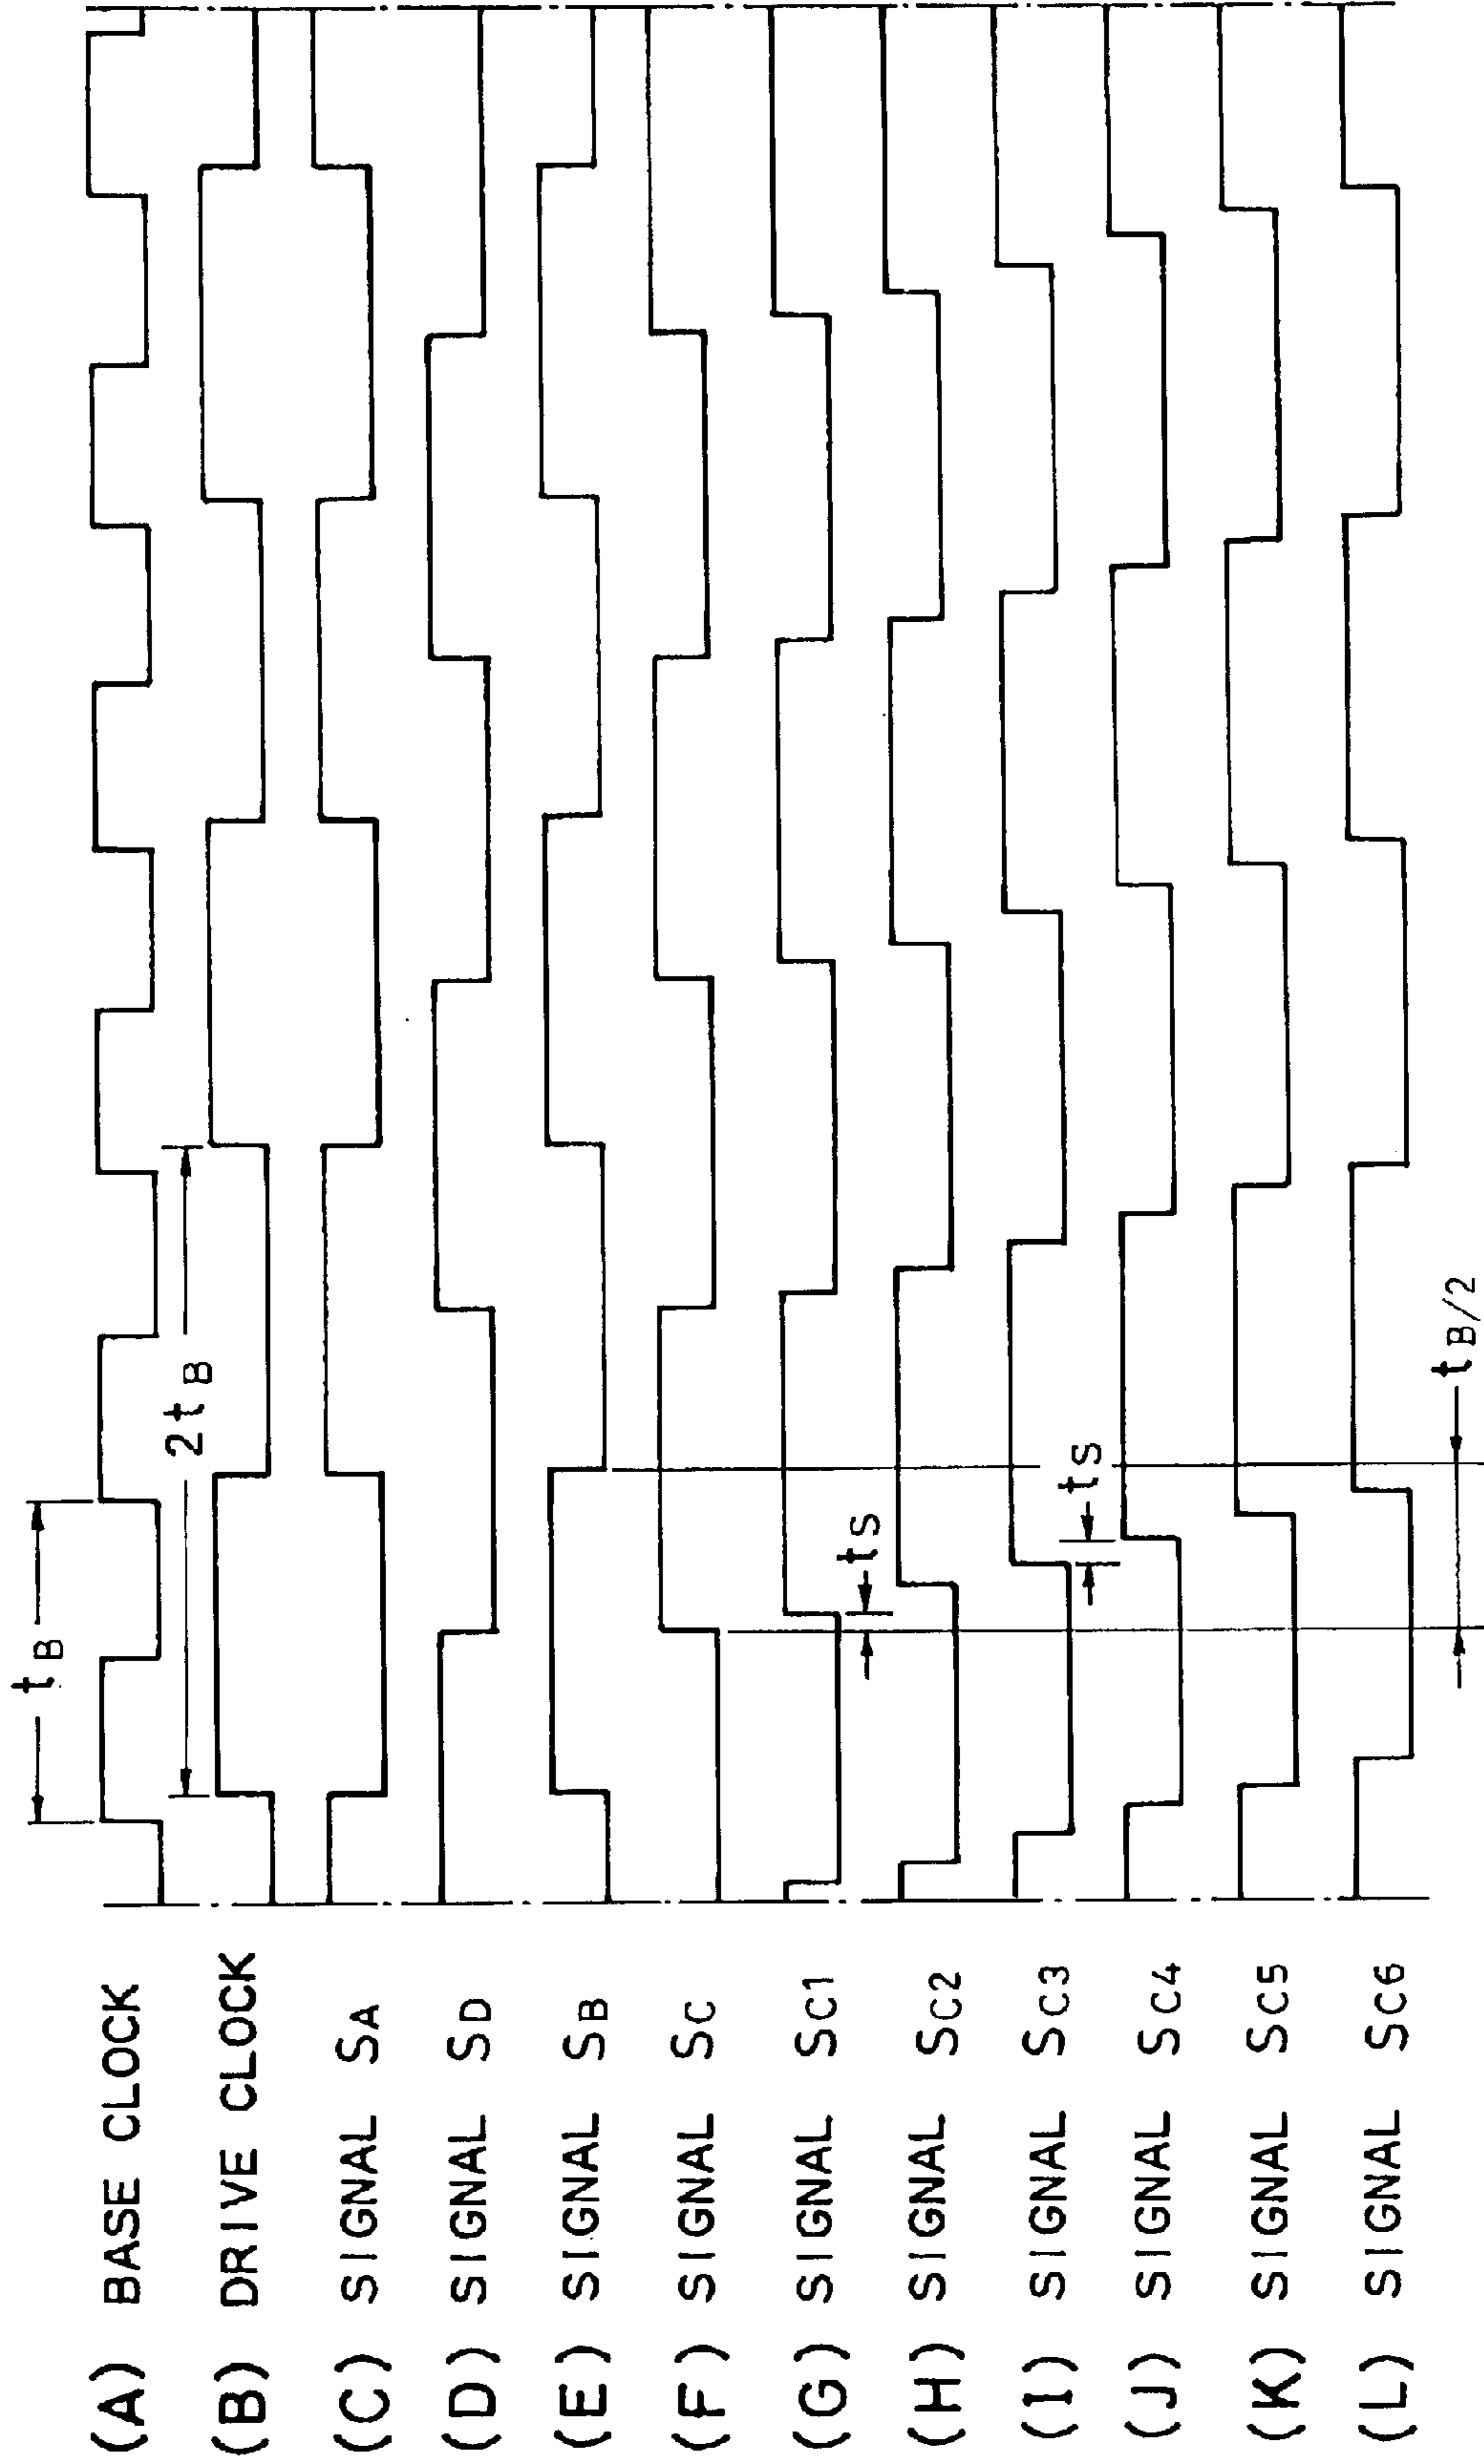 (A) BASE CLOCK
tB
(B) DRIVE CLOCK
2tB
(C) SIGNAL SA
(D) SIGNAL SD
(E) SIGNAL SB
(F) SIGNAL SC
(G) SIGNAL SC1
tS
(H) SIGNAL SC2
(I) SIGNAL SC3
tS
(J) SIGNAL SC4
(K) SIGNAL SC5
(L) SIGNAL SC6
tB/2